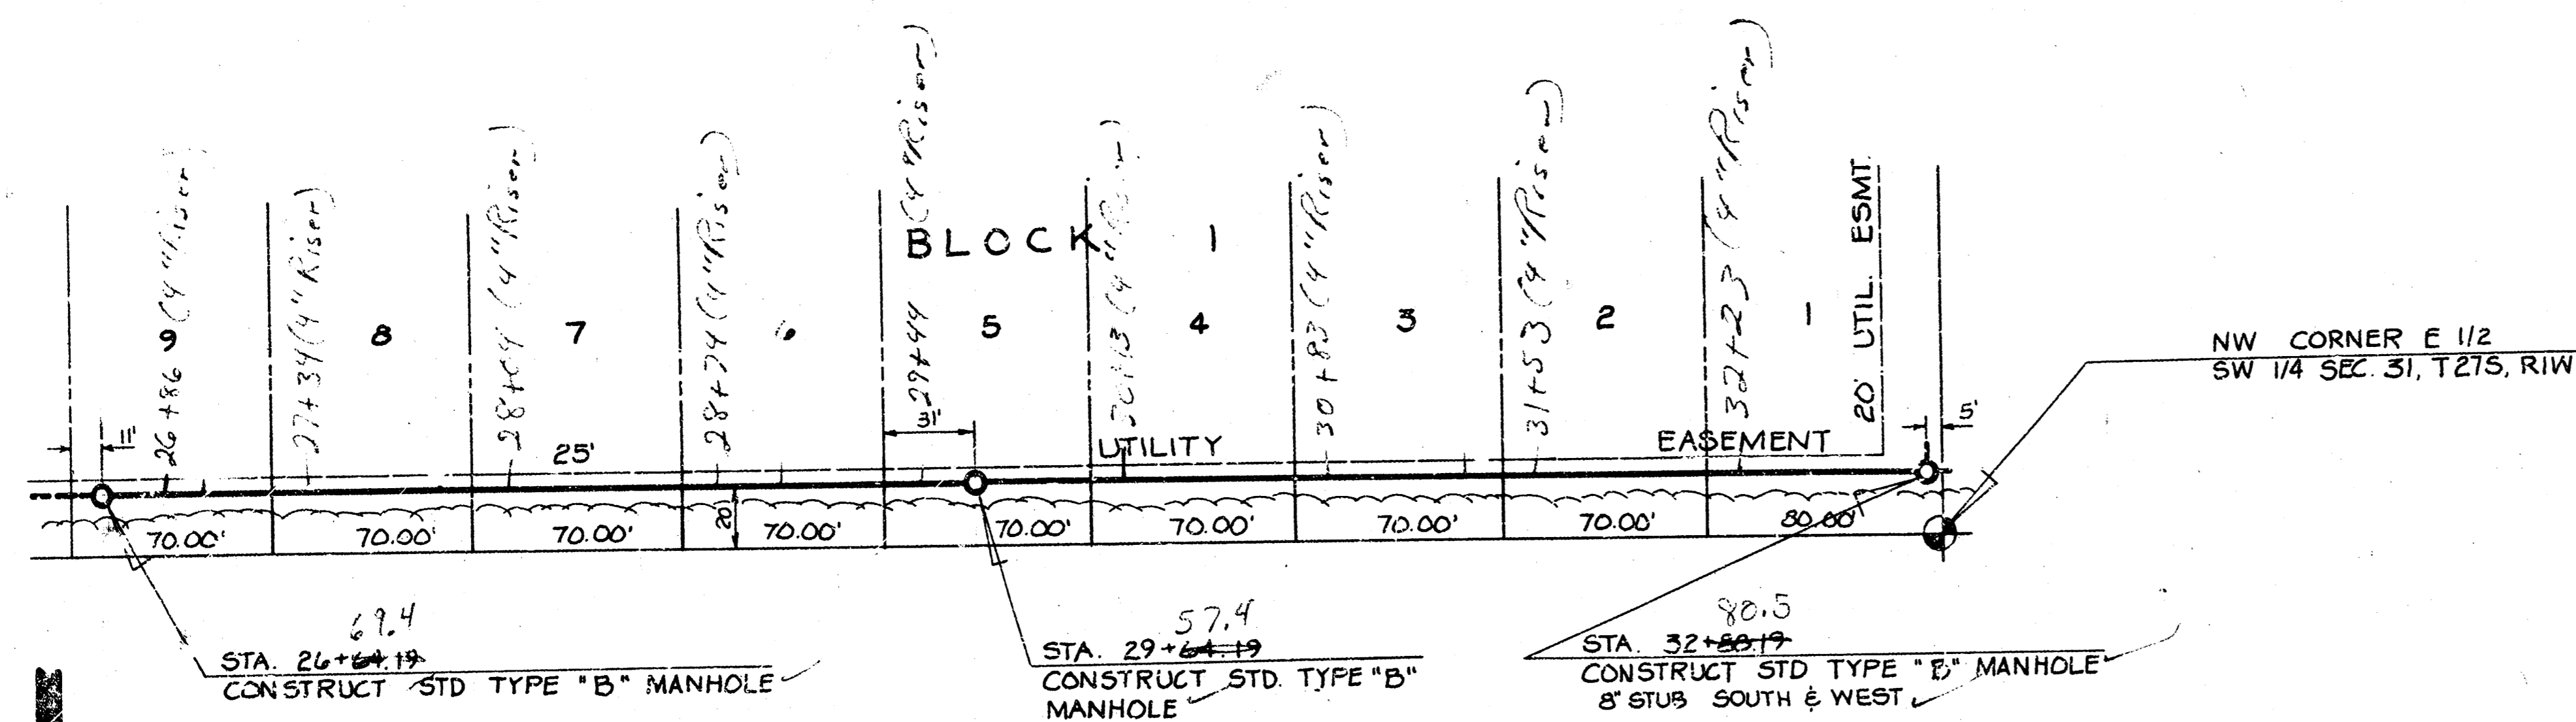 26+86 (4" Riser)
27+34 (4" Riser)
28+04 (4" Riser)
28+74 (4" Riser)
29+44 (4" Riser)
30+13 (4" Riser)
30+83 (4" Riser)
31+53 (4" Riser)
32+23 (4" Riser)
BLOCK 1
9 8 7 5 4 3 2 1
20' UTIL. ESMT.
NW CORNER E 1/2
SW 1/4 SEC. 31, T27S, R1W
11' 31' 5'
25' UTILITY EASEMENT
20'
70.00' 70.00' 70.00' 70.00' 70.00' 70.00' 70.00' 70.00' 80.00'
69.4
STA. 26+64.19
CONSTRUCT STD TYPE "B" MANHOLE
57.4
STA. 29+64.19
CONSTRUCT STD. TYPE "B"
MANHOLE
80.5
STA. 32+88.19
CONSTRUCT STD TYPE "B" MANHOLE
8" STUB SOUTH & WEST